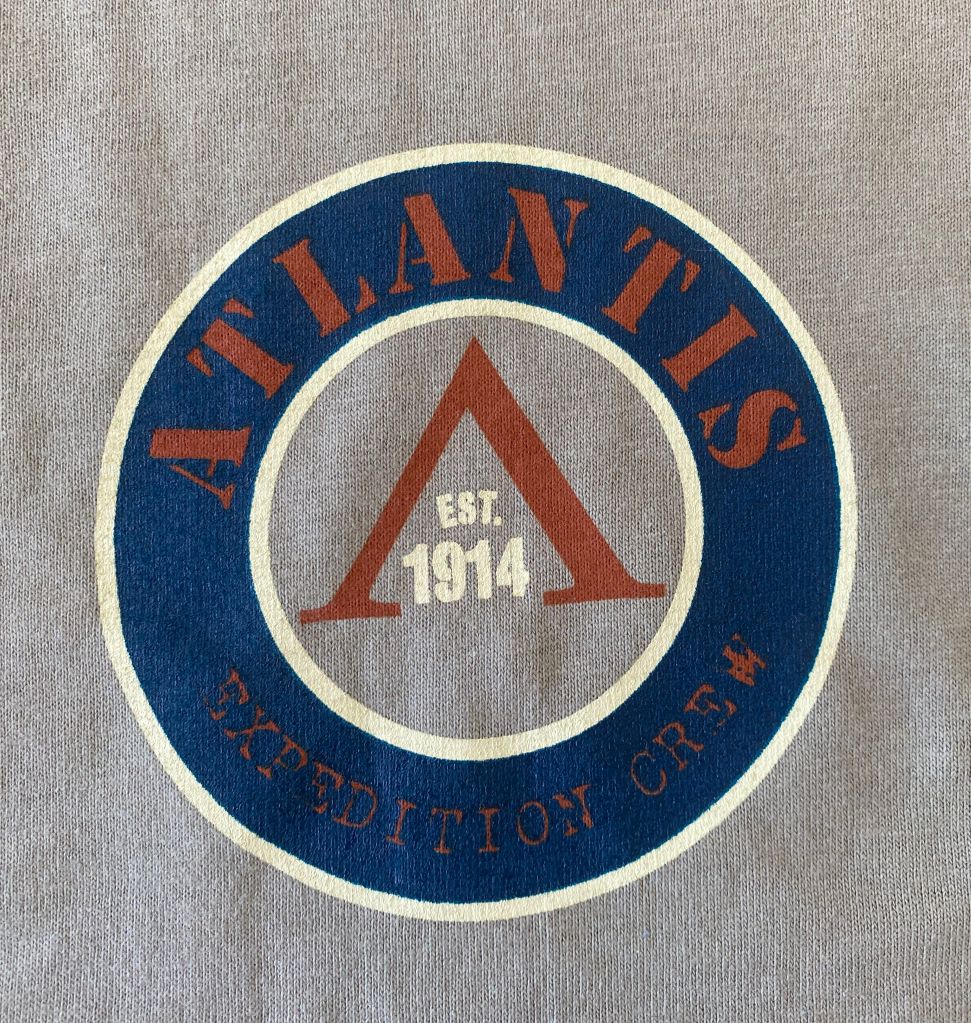 ATLANTIS
EST.
1914
EXPEDITION CREW